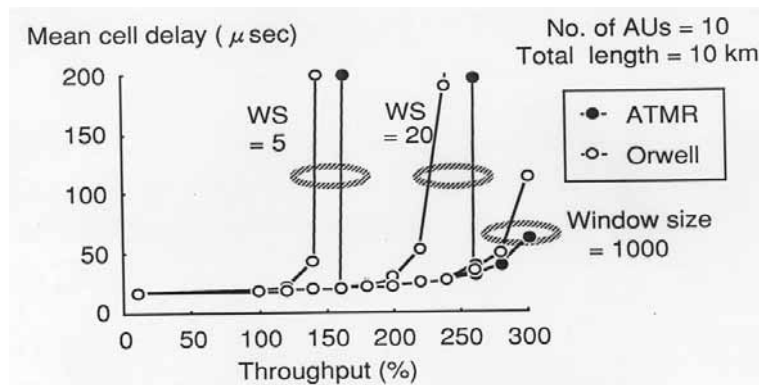 Mean cell delay ( μ sec)
No. of AUs = 10
Total length = 10 km
200
150
100
50
0
WS
= 5
WS
= 20
ATMR
Orwell
Window size
= 1000
0 50 100 150 200 250 300
Throughput (%)